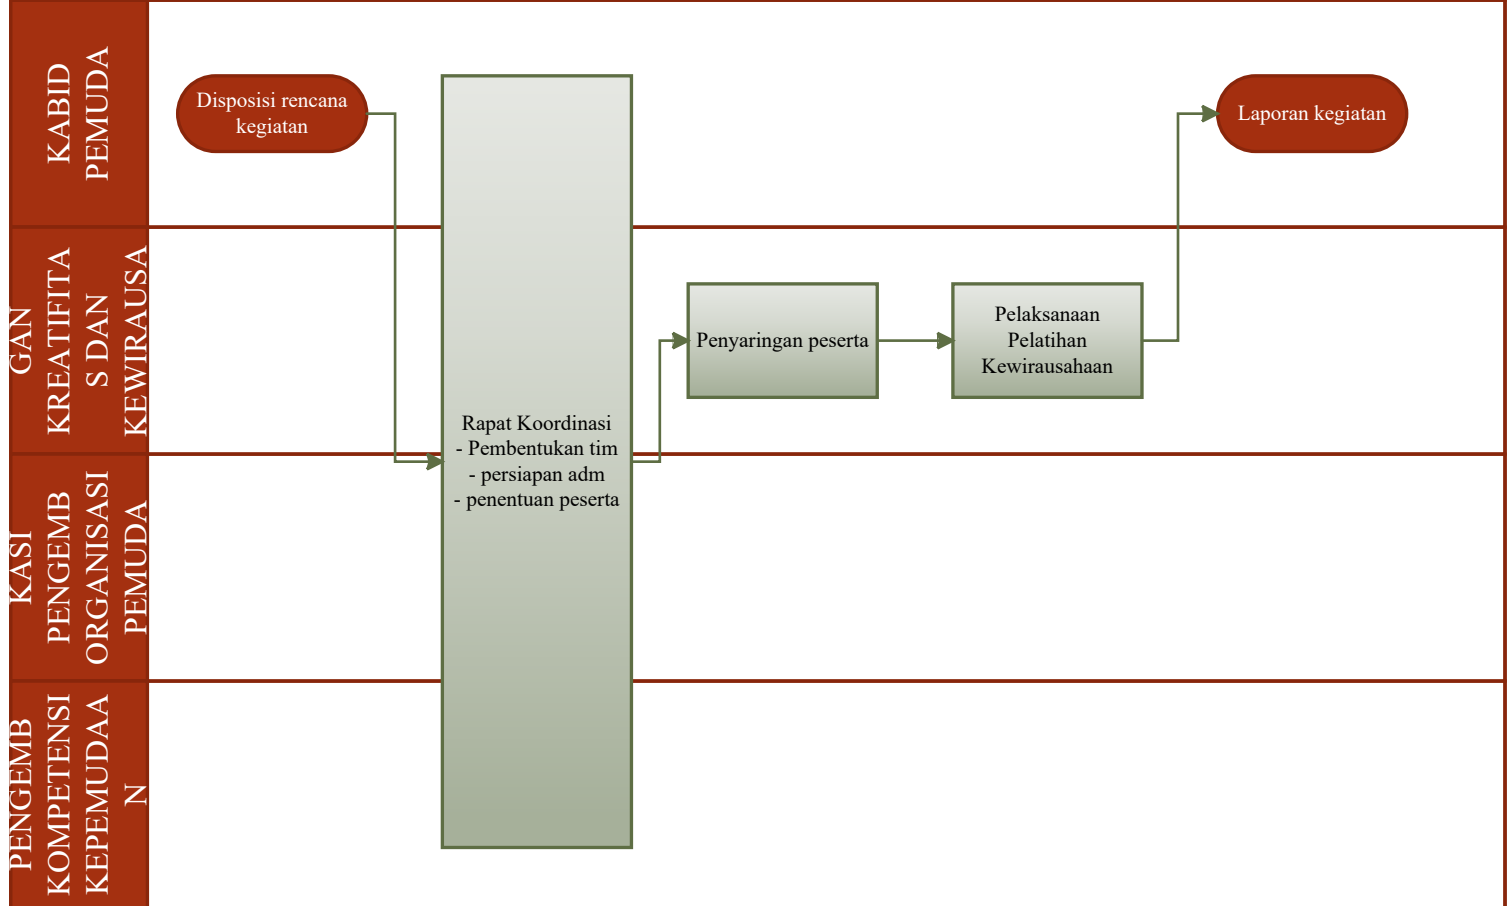 KABID
PEMUDA
Disposisi rencana
kegiatan
Laporan kegiatan
GAN
KREATIFITA
S DAN
KEWIRAUSA
Penyaringan peserta
Pelaksanaan
Pelatihan
Kewirausahaan
Rapat Koordinasi
- Pembentukan tim
- persiapan adm
- penentuan peserta
KASI
PENGEMB
ORGANISASI
PEMUDA
PENGEMB
KOMPETENSI
KEPEMUDAA
N